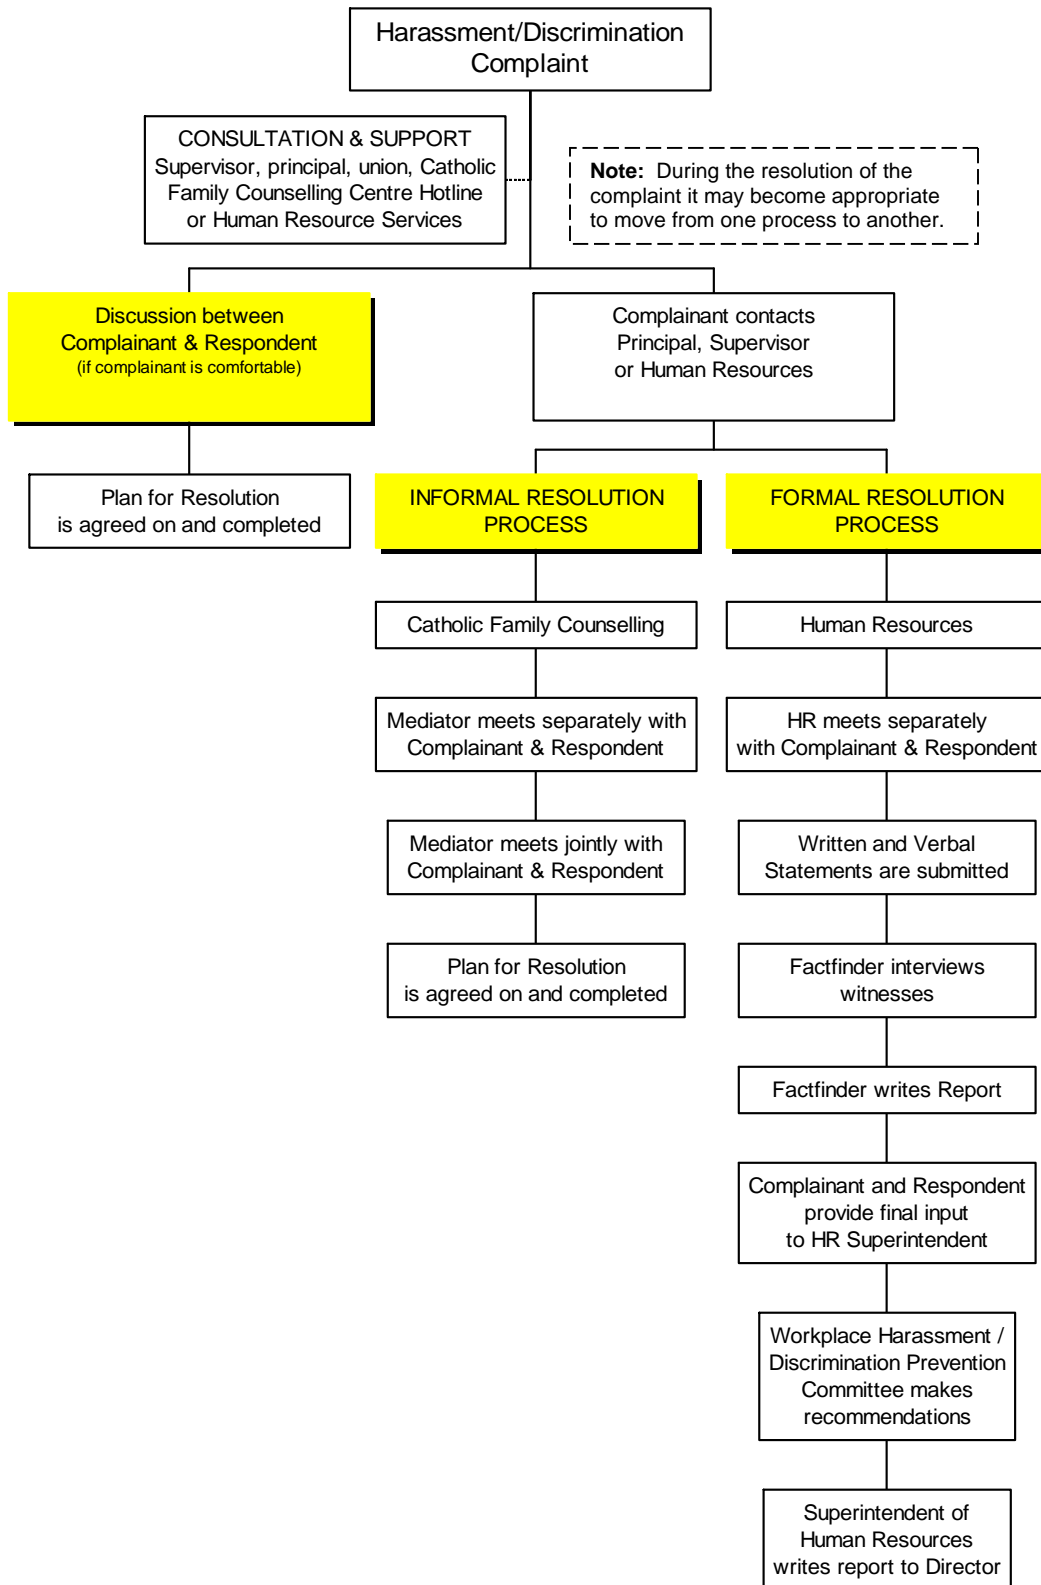 Harassment/Discrimination
Complaint
CONSULTATION & SUPPORT
Supervisor, principal, union, Catholic
Family Counselling Centre Hotline
or Human Resource Services
Note: During the resolution of the
complaint it may become appropriate
to move from one process to another.
Discussion between
Complainant & Respondent
(if complainant is comfortable)
Complainant contacts
Principal, Supervisor
or Human Resources
Plan for Resolution
is agreed on and completed
INFORMAL RESOLUTION
PROCESS
FORMAL RESOLUTION
PROCESS
Catholic Family Counselling
Human Resources
Mediator meets separately with
Complainant & Respondent
HR meets separately
with Complainant & Respondent
Mediator meets jointly with
Complainant & Respondent
Written and Verbal
Statements are submitted
Plan for Resolution
is agreed on and completed
Factfinder interviews
witnesses
Factfinder writes Report
Complainant and Respondent
provide final input
to HR Superintendent
Workplace Harassment /
Discrimination Prevention
Committee makes
recommendations
Superintendent of
Human Resources
writes report to Director